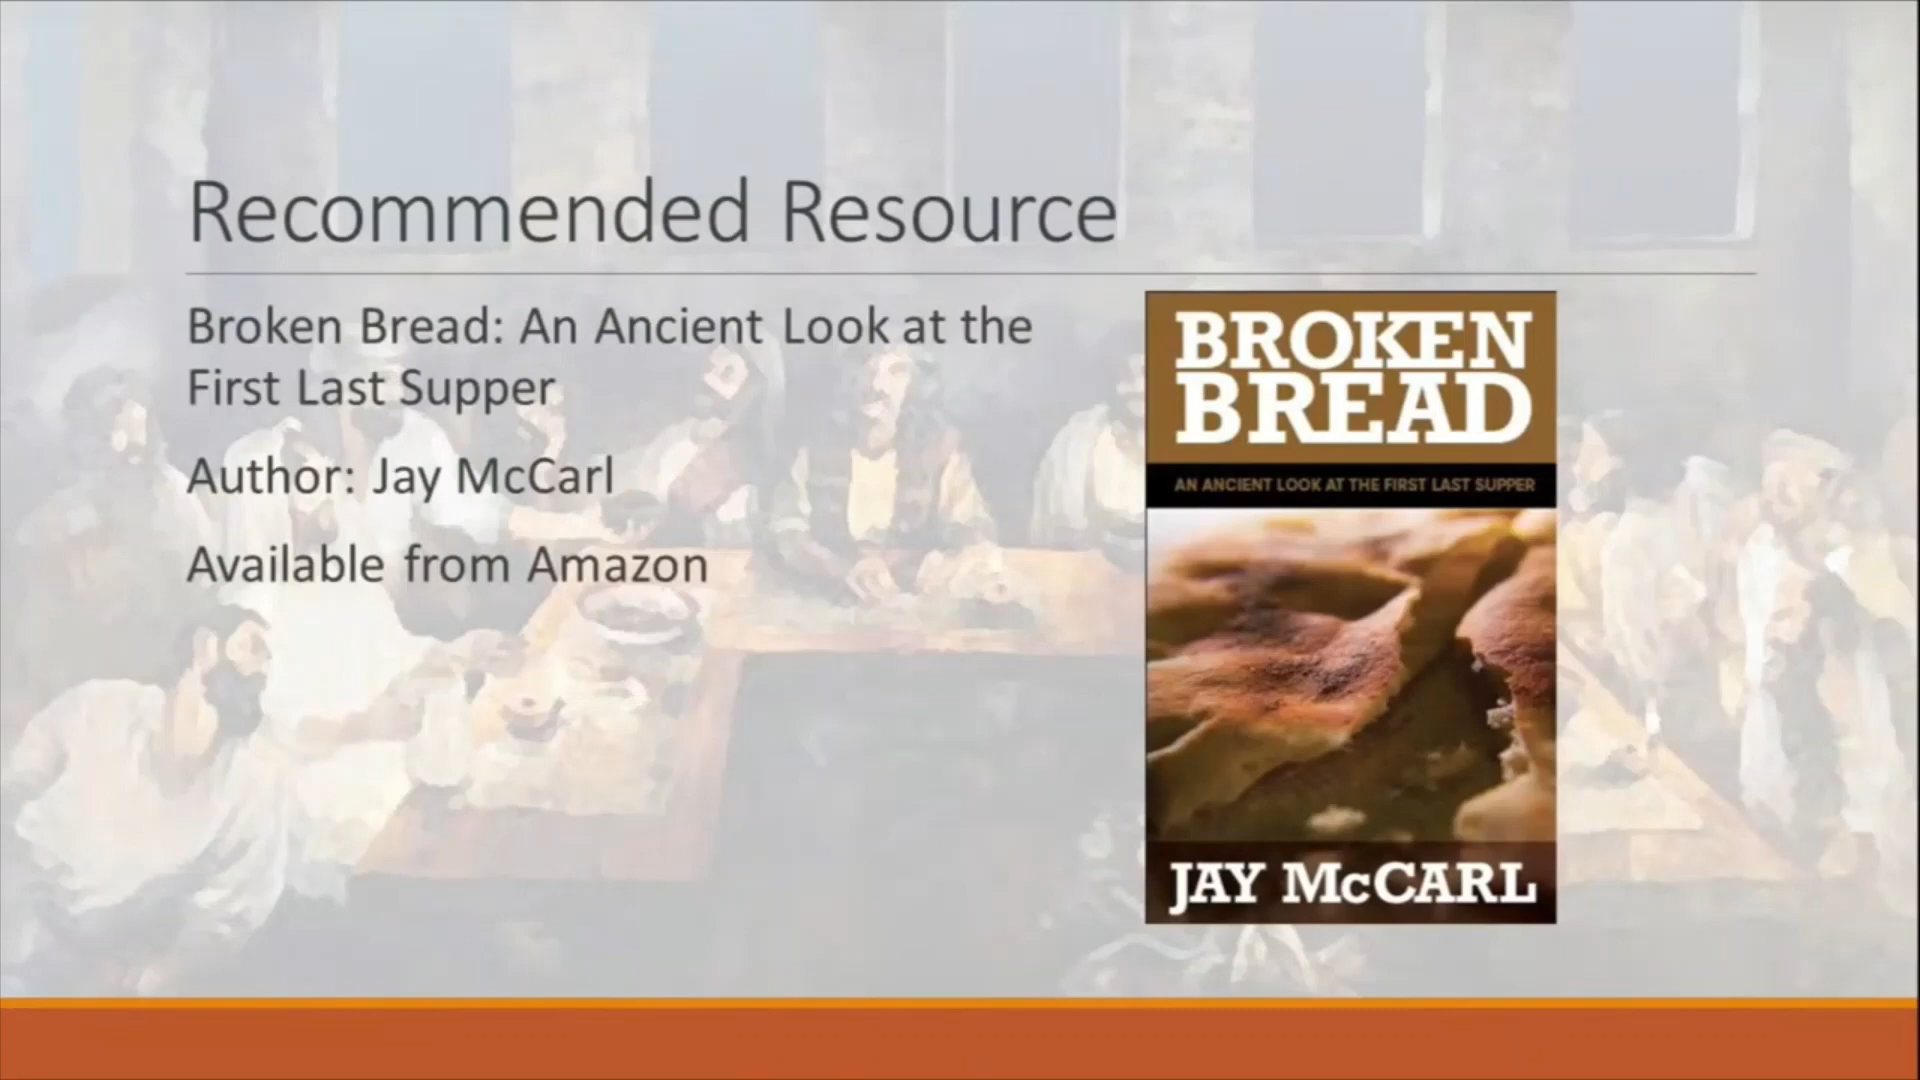 Recommended Resource
Broken Bread: An Ancient Look at the
First Last Supper
Author: Jay McCarl
Available from Amazon
BROKEN
BREAD
AN ANCIENT LOOK AT THE FIRST LAST SUPPER
JAY McCARL